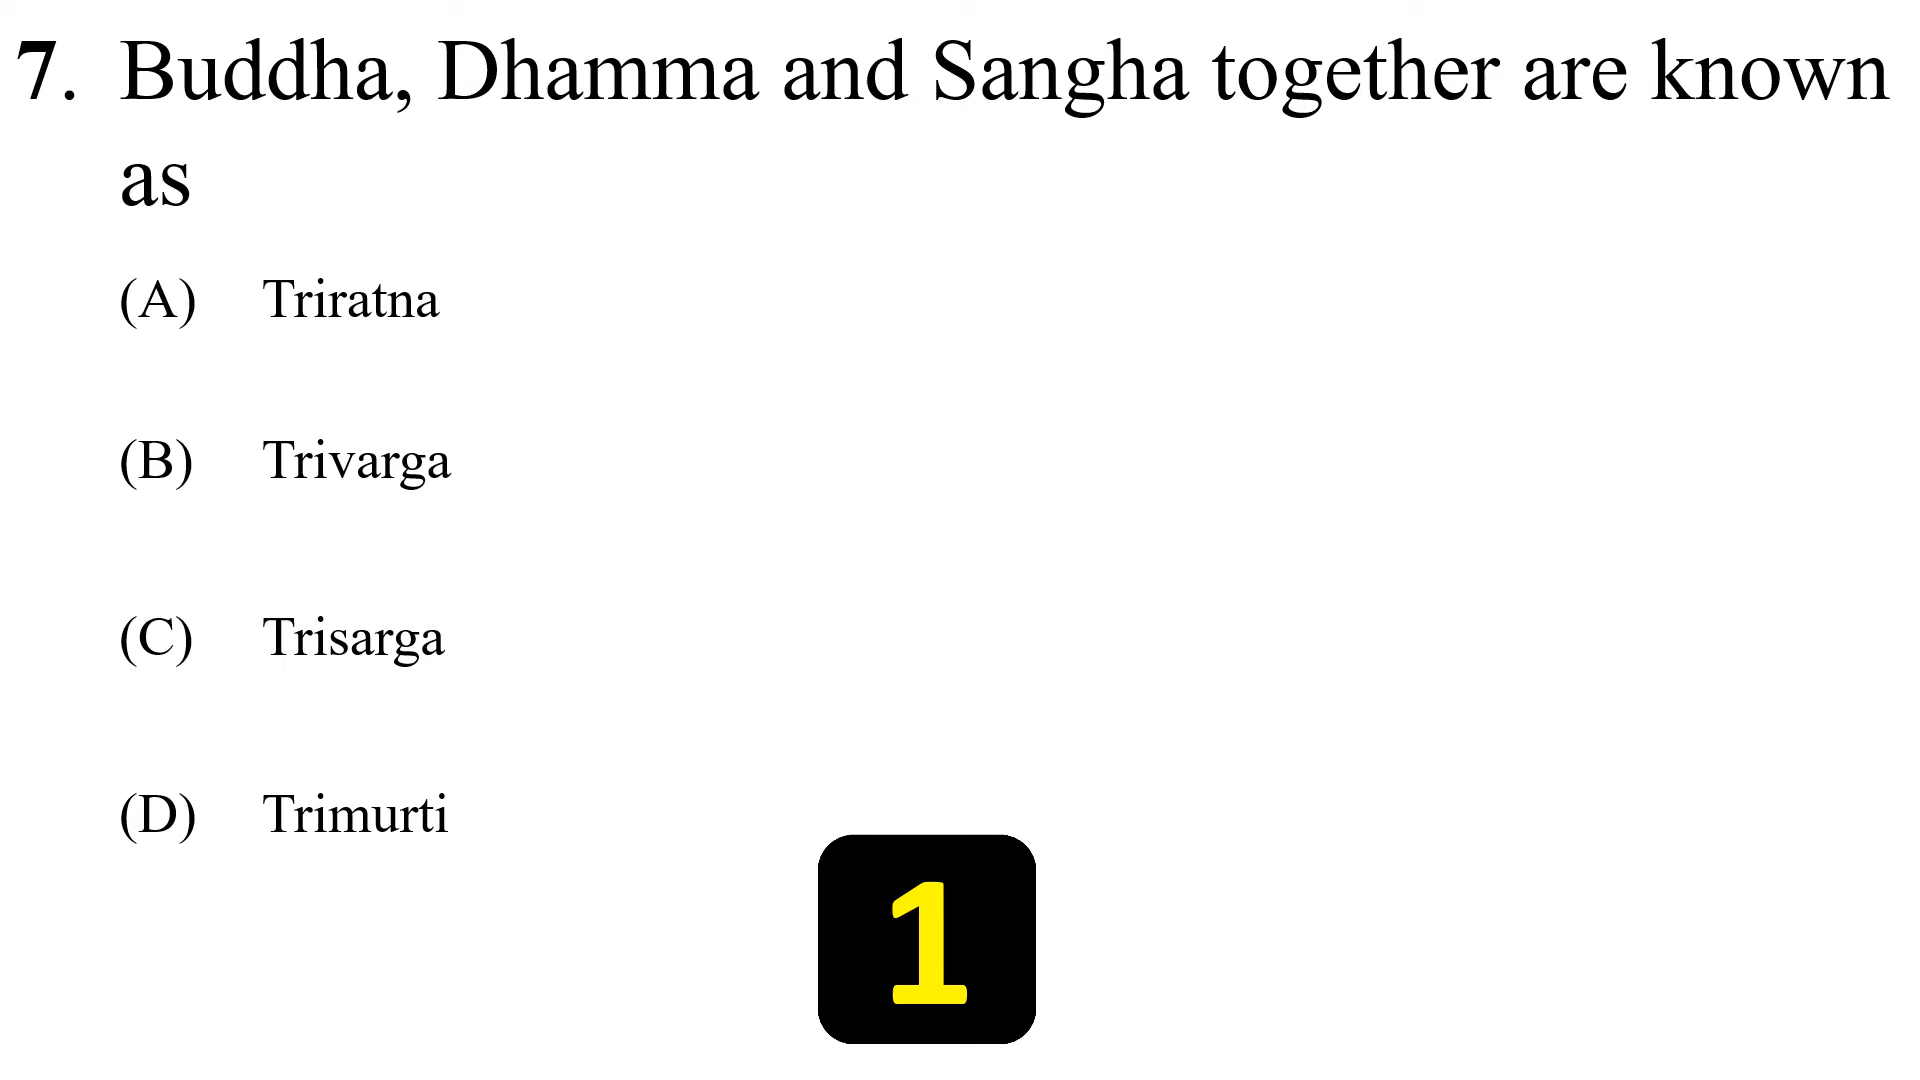 7. Buddha, Dhamma and Sangha together are known
as
(A) Triratna
(B) Trivarga
(C) Trisarga
(D) Trimurti
1